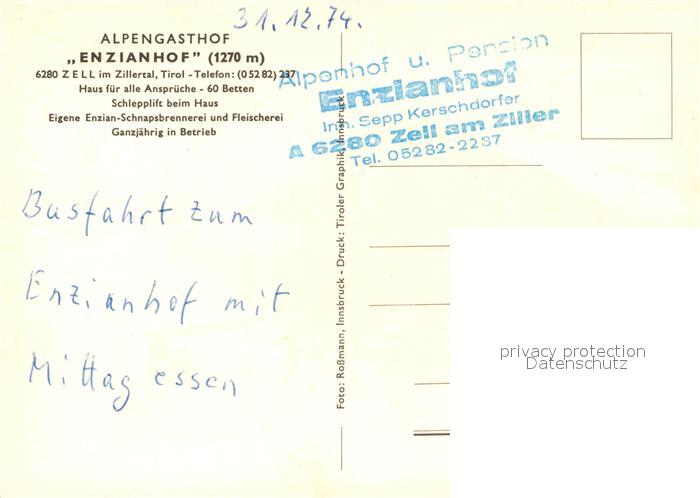 31.12.74.
ALPENGASTHOF
„ENZIANHOF" (1270 m)
6280 ZELL im Zillertal, Tirol - Telefon: (0 52 82) 237
Haus für alle Ansprüche - 60 Betten
Schlepplift beim Haus
Eigene Enzian-Schnapsbrennerei und Fleischerei
Ganzjährig in Betrieb
Alpenhof u. Pension
Enzianhof
Inh. Sepp Kerschdorfer
A 6280 Zell am Ziller
Tel. 05282-2237
Busfahrt zum
Enzianhof mit
Mittag essen
Foto: Roßmann, Innsbruck - Druck: Tiroler Graphik, Innsbruck
privacy protection
Datenschutz